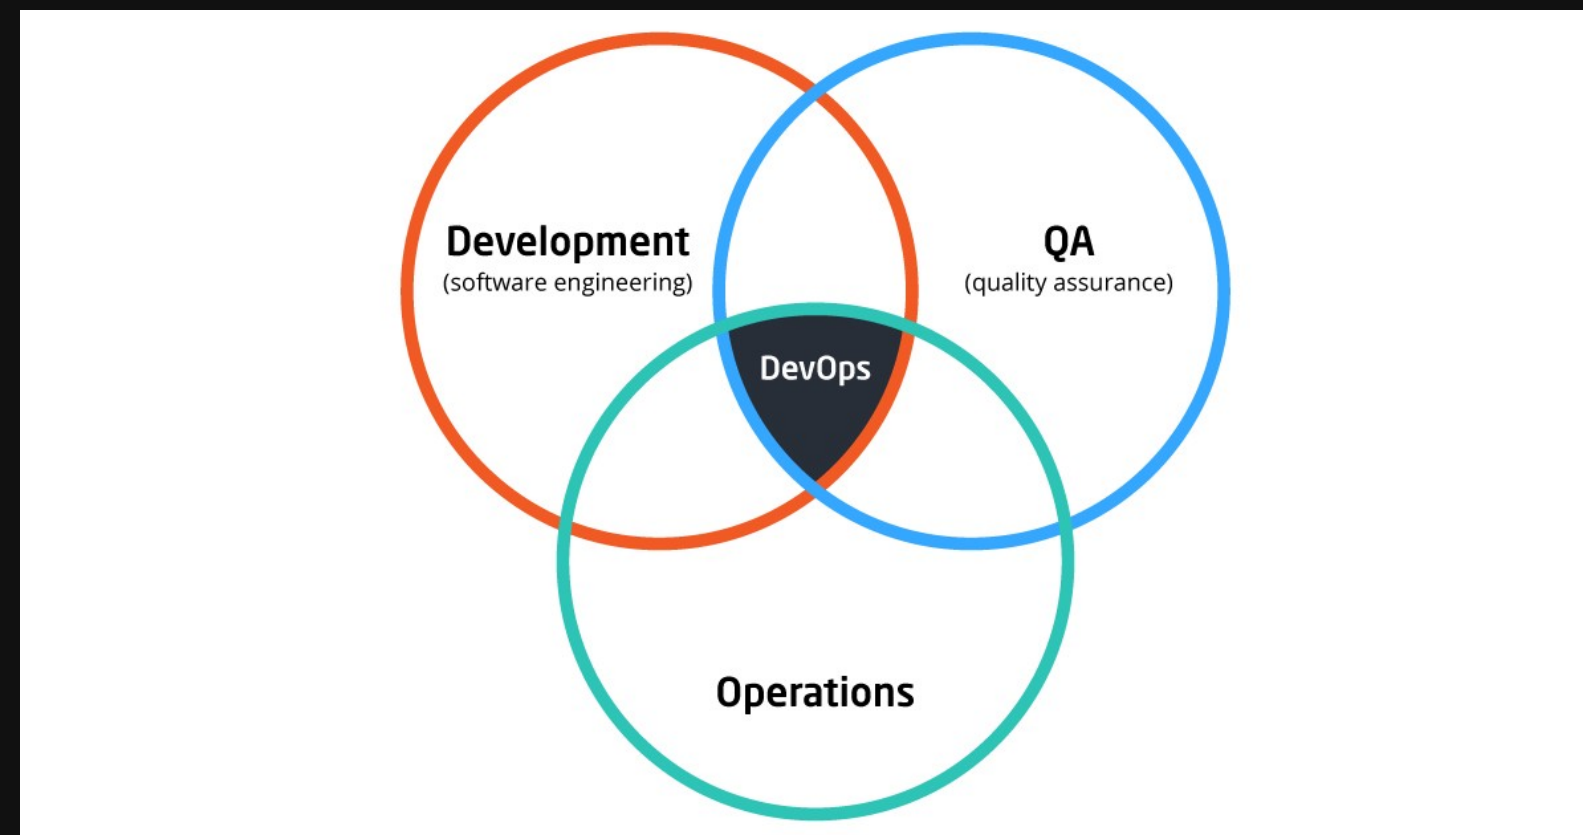 Development
(software engineering)
QA
(quality assurance)
DevOps
Operations